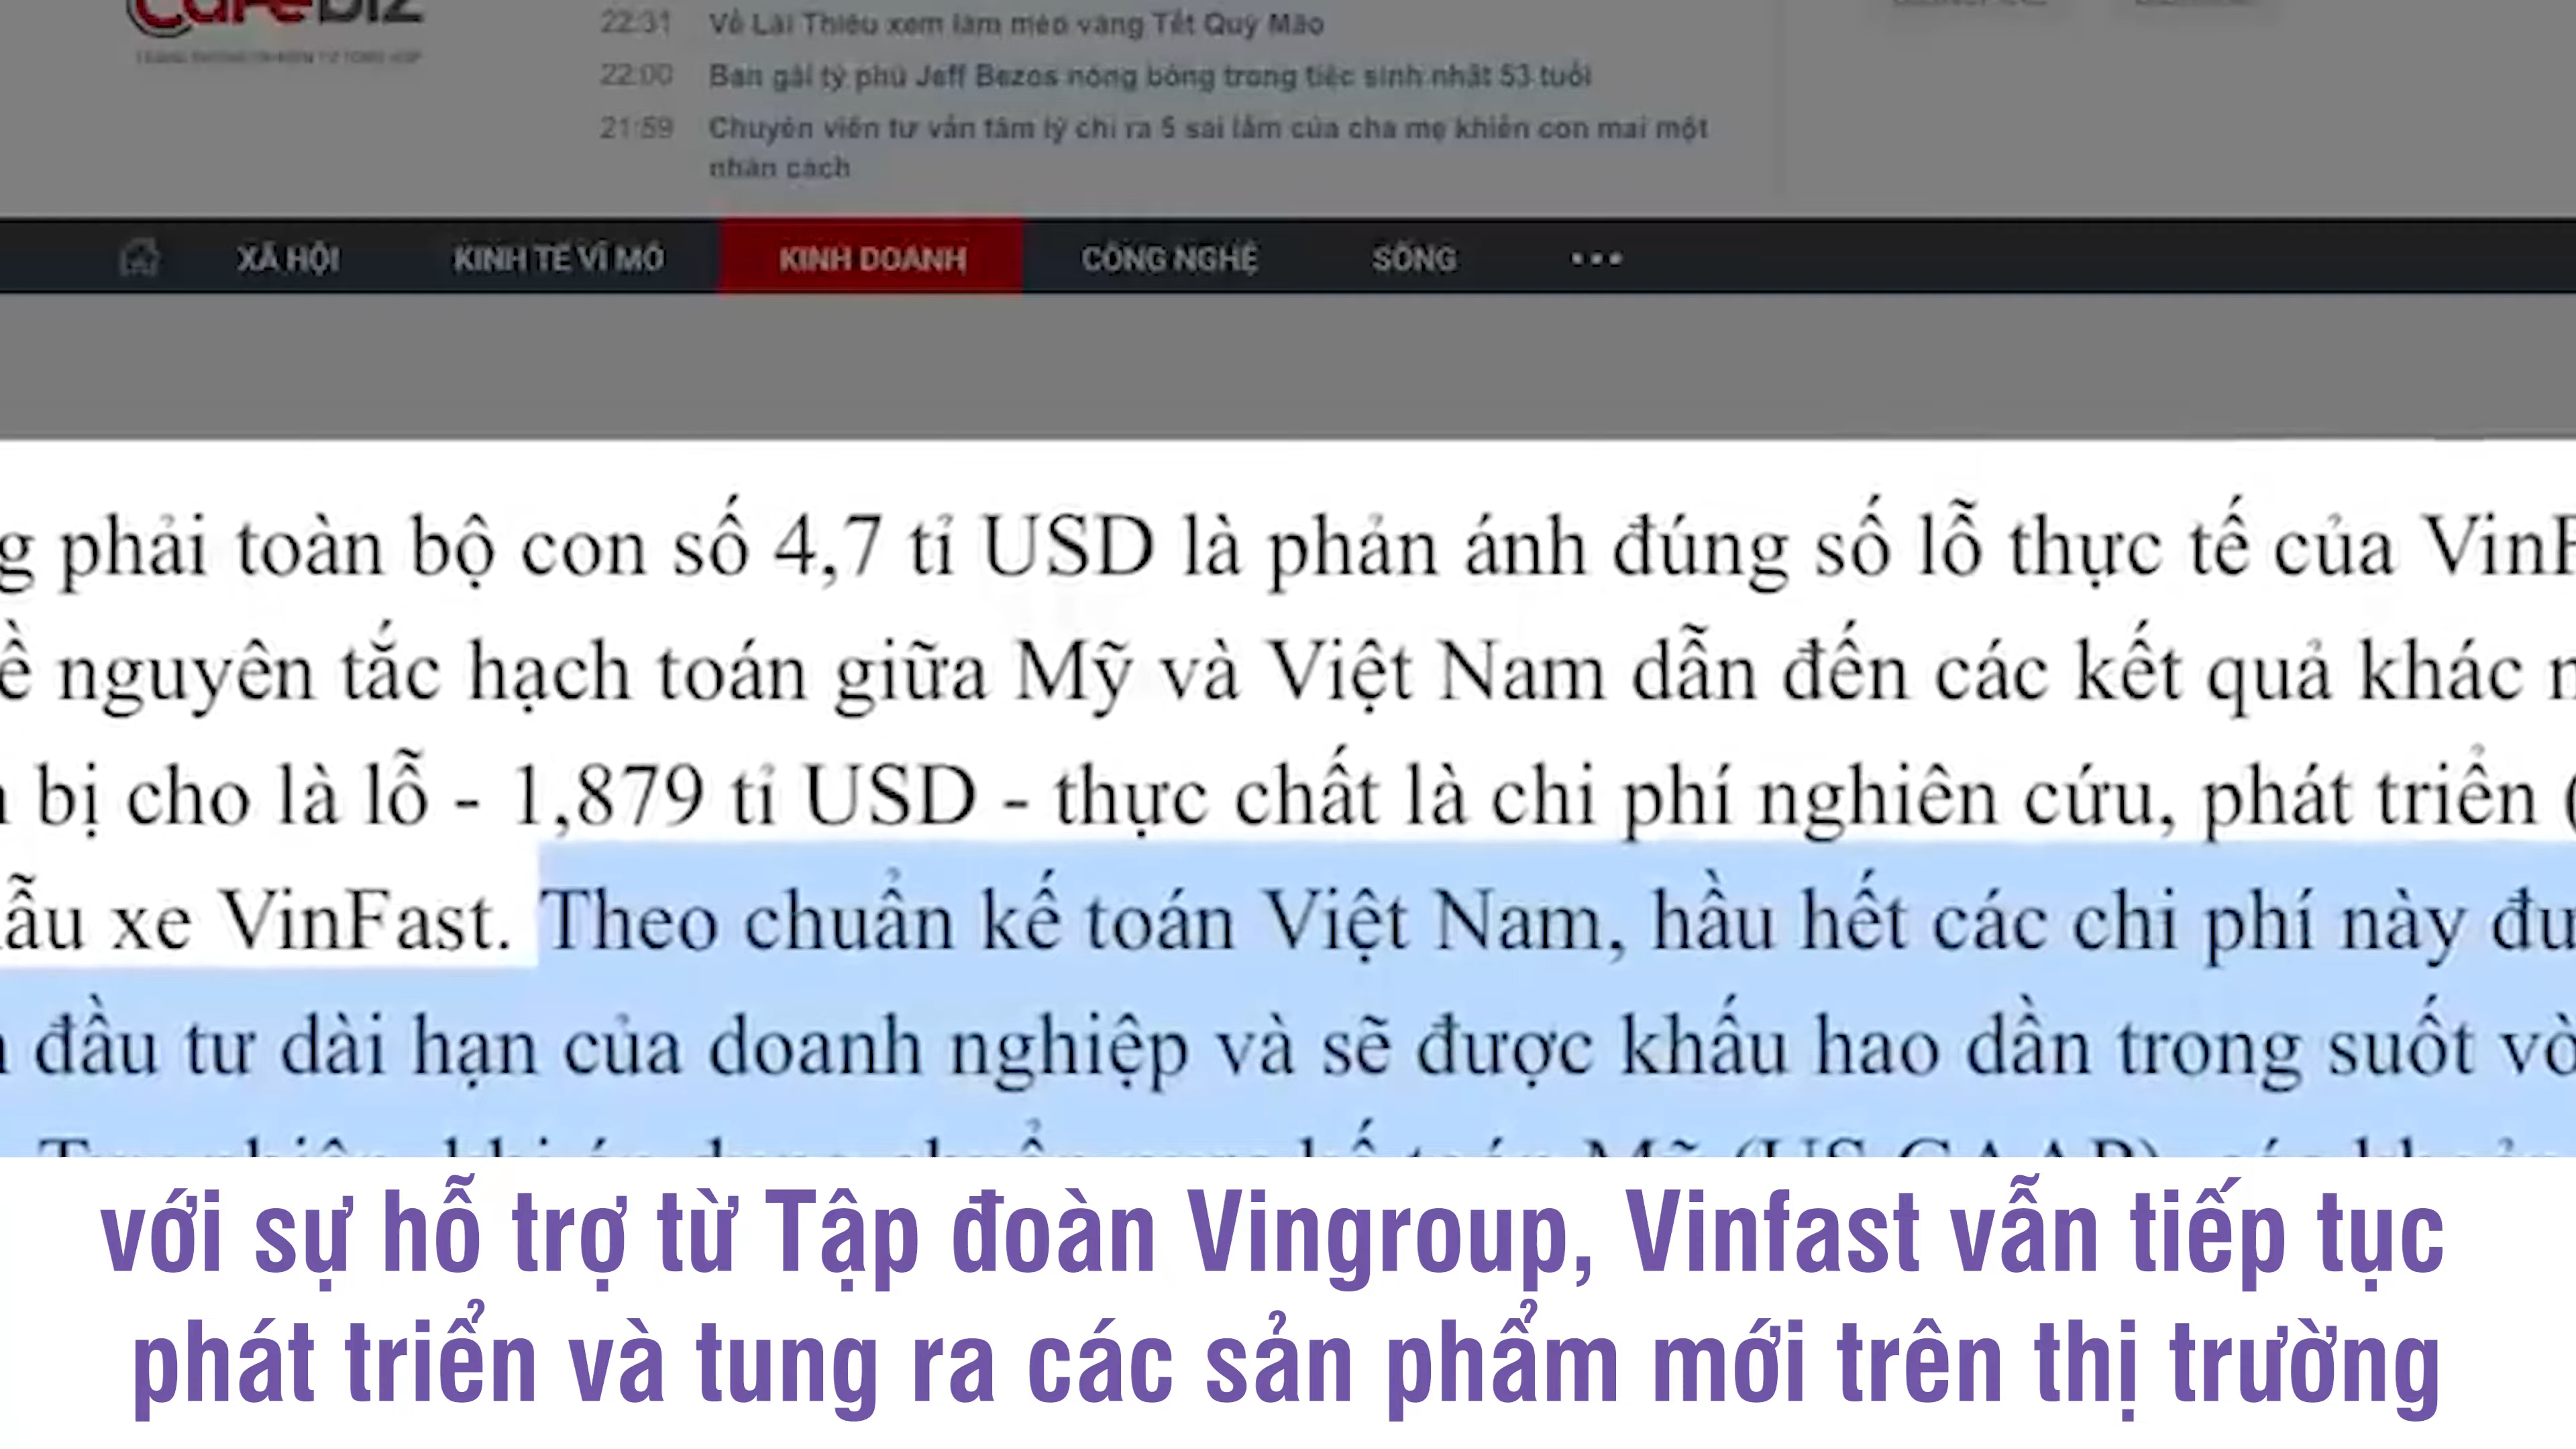 CafeBiz
22:31 Về Lái Thiêu xem làm mèo vàng Tết Quý Mão
22:00 Bạn gái tỷ phú Jeff Bezos nóng bỏng trong tiệc sinh nhật 53 tuổi
21:59 Chuyên viên tư vấn tâm lý chỉ ra 5 sai lầm của cha mẹ khiến con mai một
nhân cách
XÃ HỘI KINH TẾ VĨ MÔ KINH DOANH CÔNG NGHỆ SỐNG •••
g phải toàn bộ con số 4,7 tỉ USD là phản ánh đúng số lỗ thực tế của VinF
ề nguyên tắc hạch toán giữa Mỹ và Việt Nam dẫn đến các kết quả khác n
bị cho là lỗ - 1,879 tỉ USD - thực chất là chi phí nghiên cứu, phát triển (
ẫu xe VinFast. Theo chuẩn kế toán Việt Nam, hầu hết các chi phí này đư
đầu tư dài hạn của doanh nghiệp và sẽ được khấu hao dần trong suốt vò
với sự hỗ trợ từ Tập đoàn Vingroup, Vinfast vẫn tiếp tục
phát triển và tung ra các sản phẩm mới trên thị trường